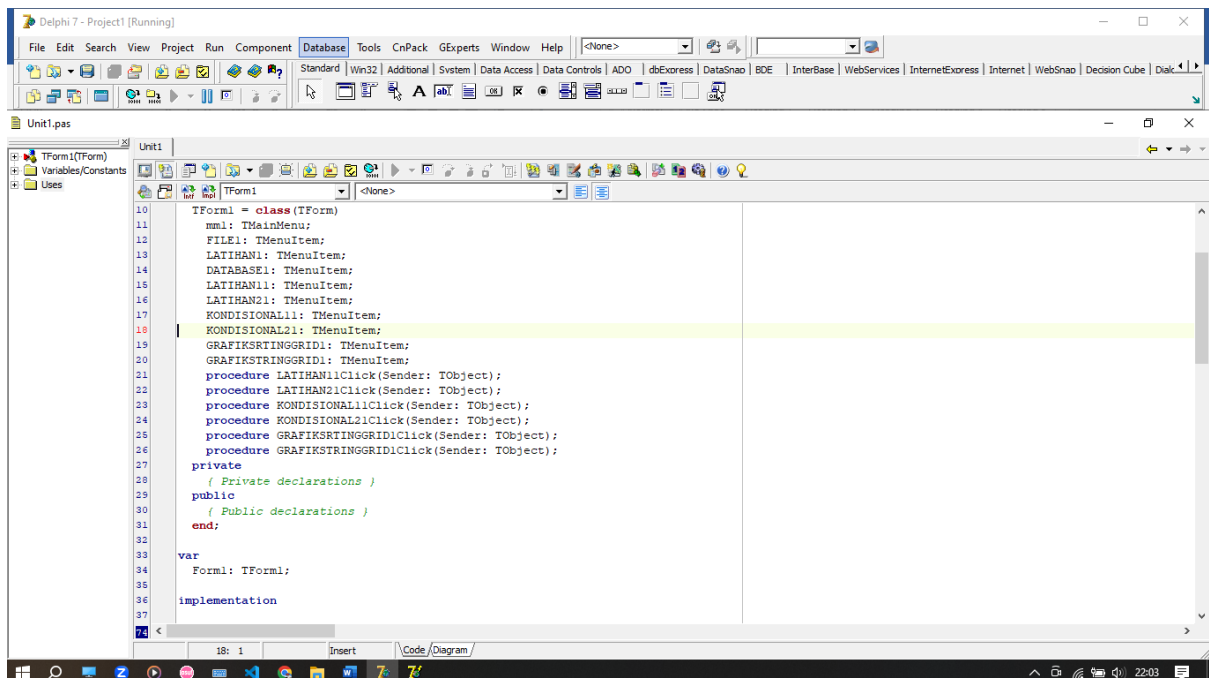 Delphi 7 - Project1 [Running]
File Edit Search View Project Run Component Database Tools CnPack GExperts Window Help <None>
Standard Win32 Additional System Data Access Data Controls ADO dbExpress DataSnap BDE InterBase WebServices InternetExpress Internet WebSnap Decision Cube
Unit1.pas
TForm1(TForm)
Variables/Constants
Uses
Unit1
TForm1 <None>
10 TForm1 = class(TForm)
11 mm1: TMainMenu;
12 FILE1: TMenuItem;
13 LATIHAN1: TMenuItem;
14 DATABASE1: TMenuItem;
15 LATIHAN11: TMenuItem;
16 LATIHAN21: TMenuItem;
17 KONDISIONAL11: TMenuItem;
18 KONDISIONAL21: TMenuItem;
19 GRAFIKSRTINGGRID1: TMenuItem;
20 GRAFIKSTRINGGRID1: TMenuItem;
21 procedure LATIHAN11Click(Sender: TObject);
22 procedure LATIHAN21Click(Sender: TObject);
23 procedure KONDISIONAL11Click(Sender: TObject);
24 procedure KONDISIONAL21Click(Sender: TObject);
25 procedure GRAFIKSRTINGGRID1Click(Sender: TObject);
26 procedure GRAFIKSTRINGGRID1Click(Sender: TObject);
27 private
28 { Private declarations }
29 public
30 { Public declarations }
31 end;
32
33 var
34 Form1: TForm1;
35
36 implementation
37
74
18: 1 Insert Code Diagram
22:03